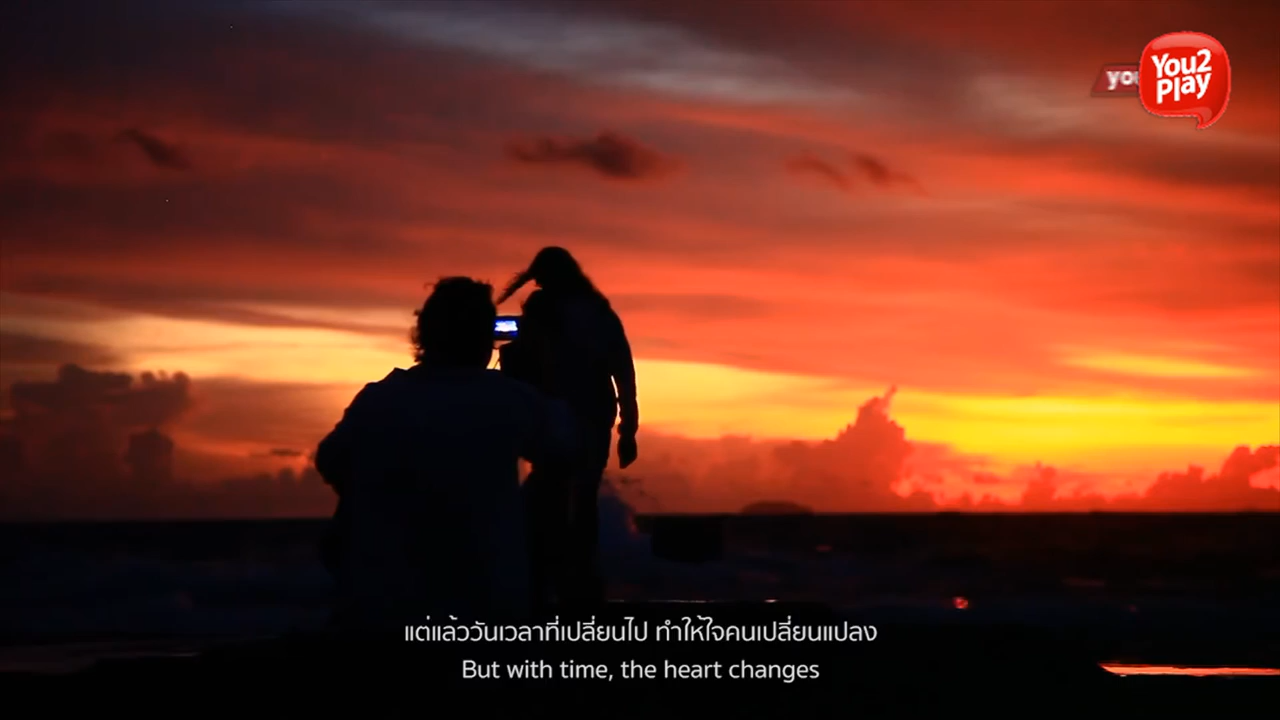 you
You2
Play
แต่แล้ววันเวลาที่เปลี่ยนไป ทำให้ใจคนเปลี่ยนแปลง
But with time, the heart changes